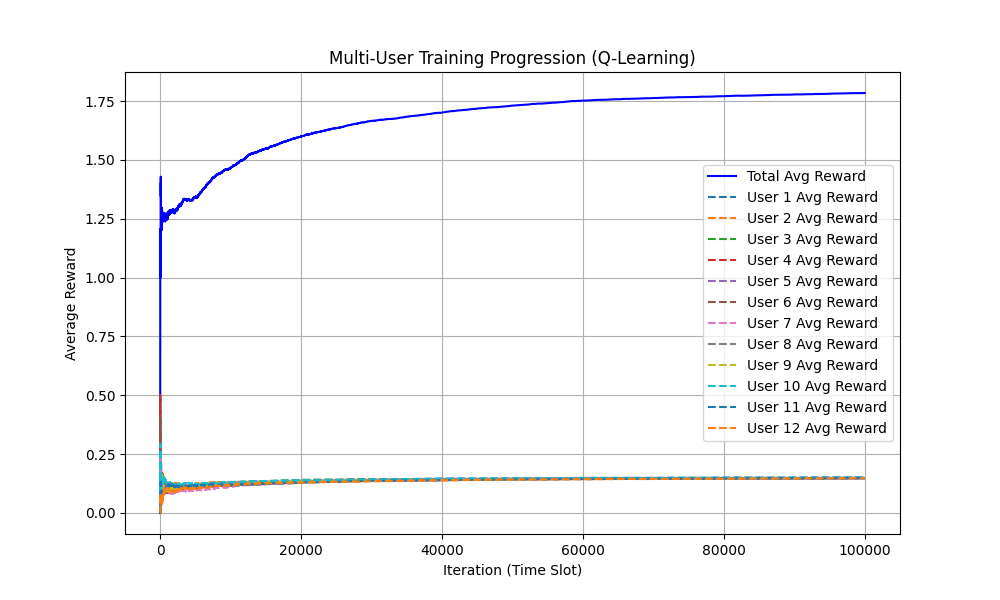 Multi-User Training Progression (Q-Learning)
Average Reward
1.75
1.50
1.25
1.00
0.75
0.50
0.25
0.00
Total Avg Reward
User 1 Avg Reward
User 2 Avg Reward
User 3 Avg Reward
User 4 Avg Reward
User 5 Avg Reward
User 6 Avg Reward
User 7 Avg Reward
User 8 Avg Reward
User 9 Avg Reward
User 10 Avg Reward
User 11 Avg Reward
User 12 Avg Reward
0 20000 40000 60000 80000 100000
Iteration (Time Slot)